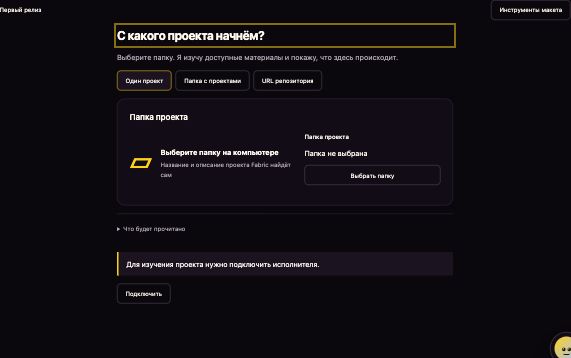 Первый релиз
Инструменты макета
С какого проекта начнём?
Выберите папку. Я изучу доступные материалы и покажу, что здесь происходит.
Один проект
Папка с проектами
URL репозитория
Папка проекта
Выберите папку на компьютере
Название и описание проекта Fabric найдёт
сам
Папка проекта
Папка не выбрана
Выбрать папку
Что будет прочитано
Для изучения проекта нужно подключить исполнителя.
Подключить